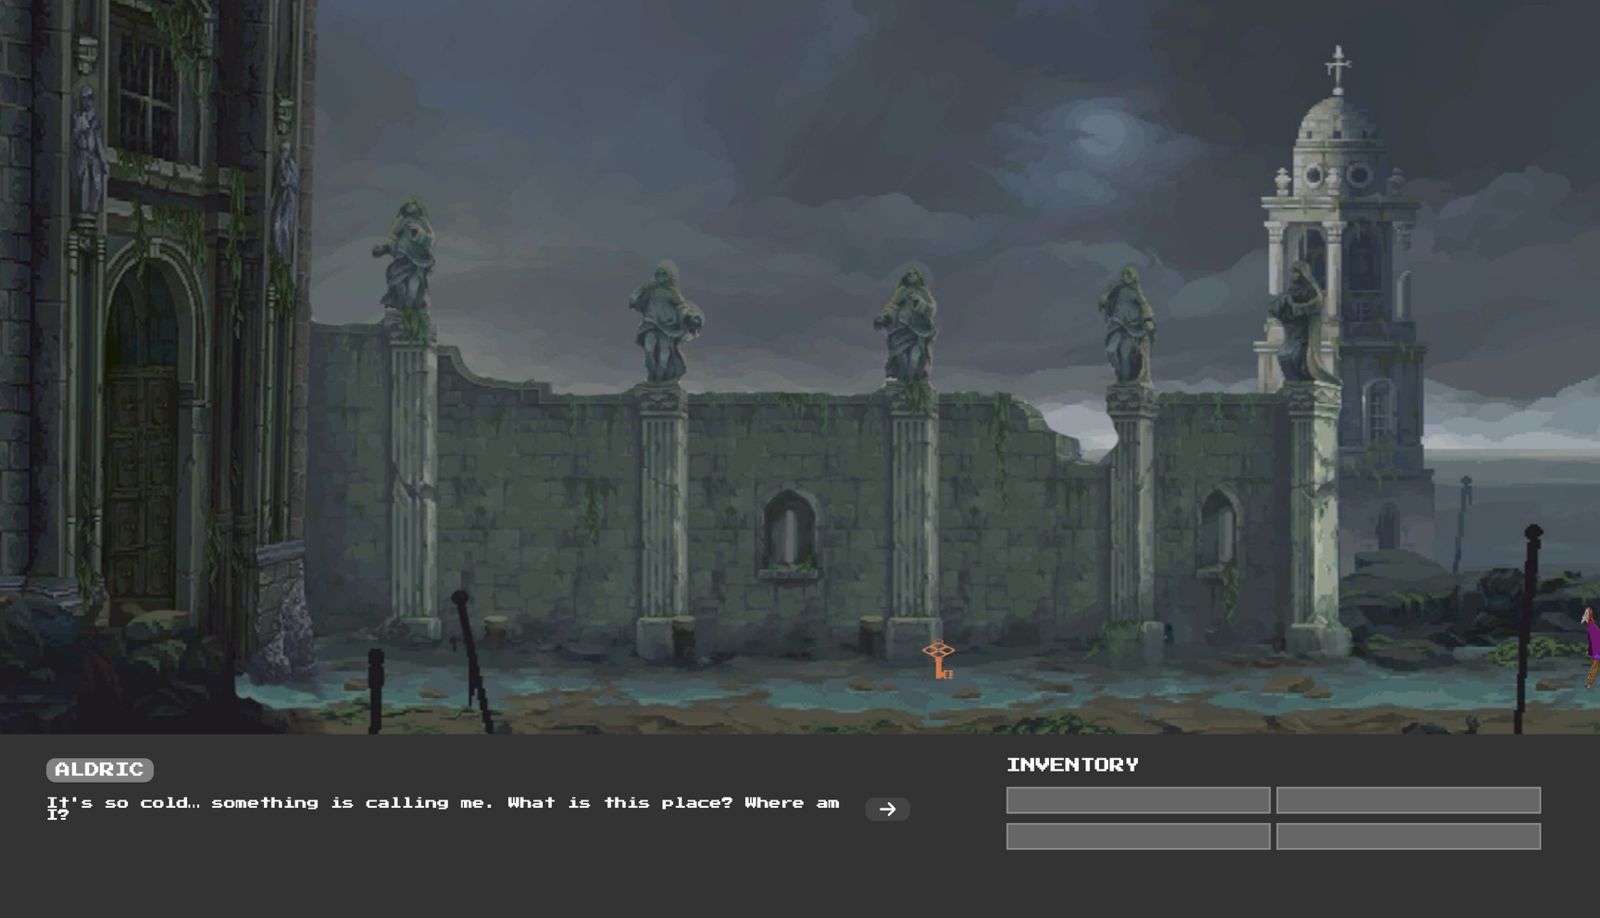 ALDRIC
It's so cold… something is calling me. What is this place? Where am
I?
INVENTORY